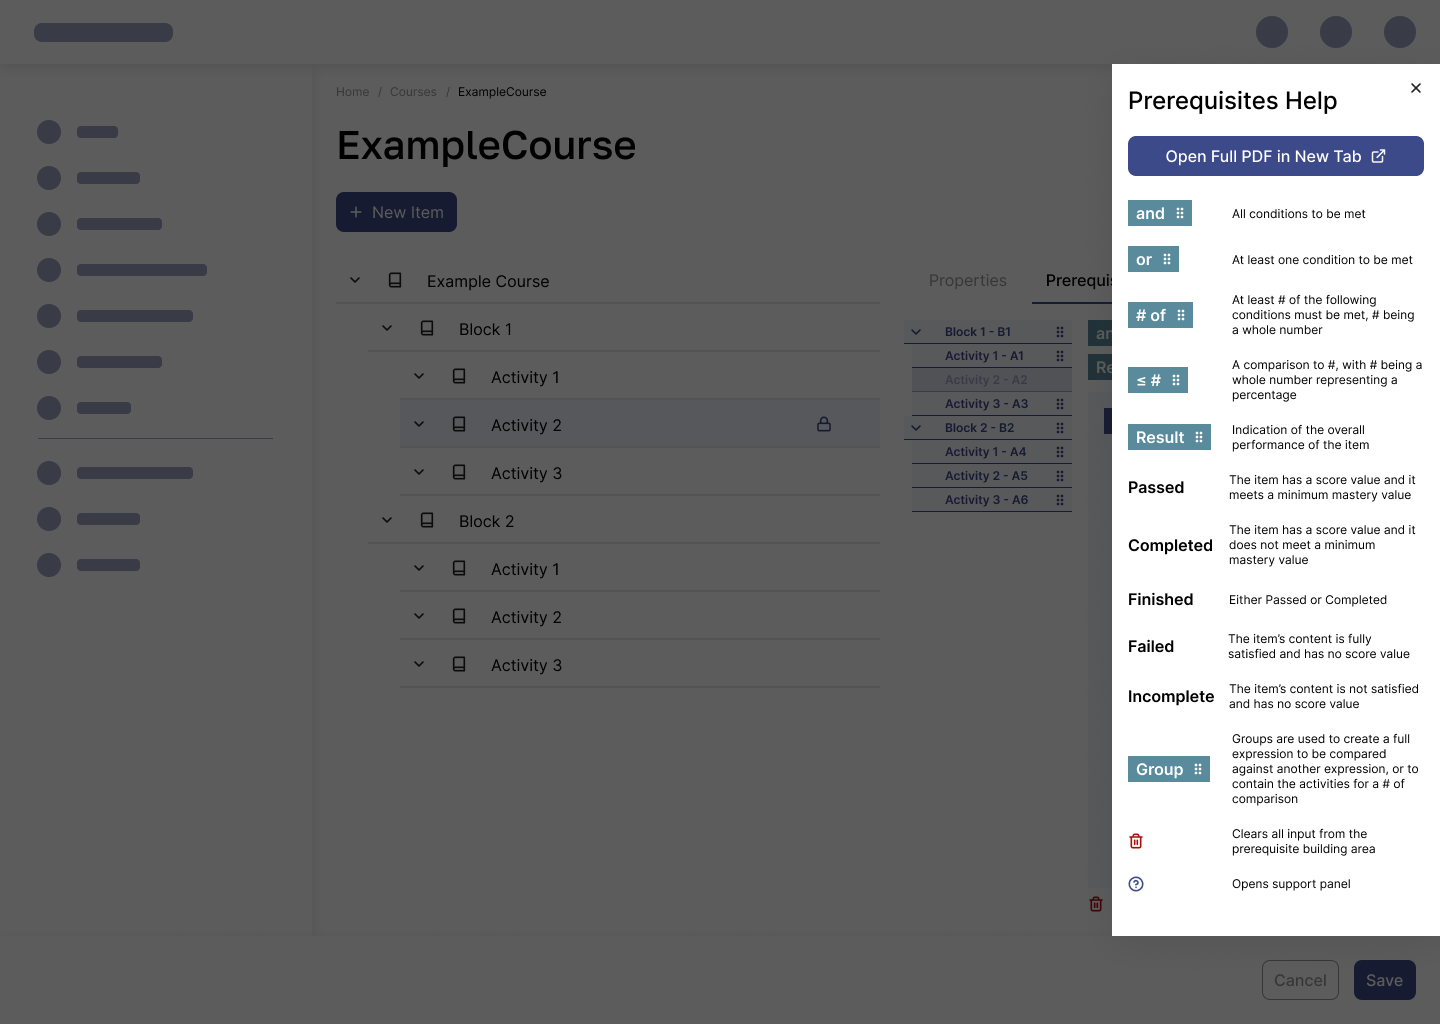 Home / Courses / ExampleCourse
ExampleCourse
+ New Item
Example Course
Block 1
Activity 1
Activity 2
Activity 3
Block 2
Activity 1
Activity 2
Activity 3
Properties
Block 1 - B1
Activity 1 - A1
Activity 2 - A2
Activity 3 - A3
Block 2 - B2
Activity 1 - A4
Activity 2 - A5
Activity 3 - A6
Prerequisites Help
Open Full PDF in New Tab
and
All conditions to be met
or
At least one condition to be met
# of
At least # of the following
conditions must be met, # being
a whole number
≤ #
A comparison to #, with # being a
whole number representing a
percentage
Result
Indication of the overall
performance of the item
Passed
The item has a score value and it
meets a minimum mastery value
Completed
The item has a score value and it
does not meet a minimum
mastery value
Finished
Either Passed or Completed
Failed
The item’s content is fully
satisfied and has no score value
Incomplete
The item’s content is not satisfied
and has no score value
Group
Groups are used to create a full
expression to be compared
against another expression, or to
contain the activities for a # of
comparison
Clears all input from the
prerequisite building area
Opens support panel
Cancel
Save